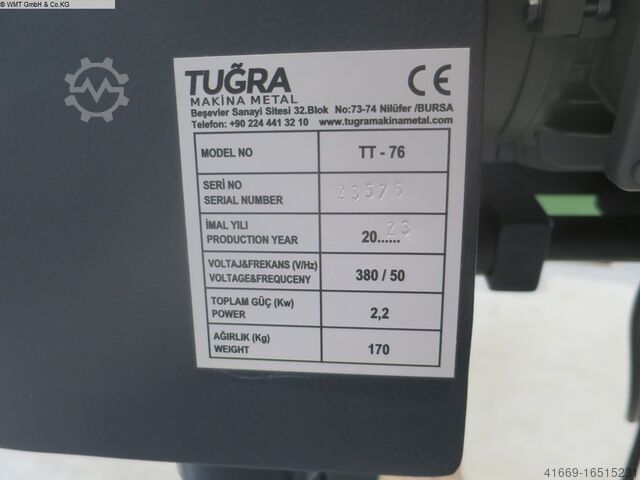 © WMT GmbH & Co.KG
TUĞRA CE
MAKİNA METAL
Beşevler Sanayi Sitesi 32.Blok No:73-74 Nilüfer /BURSA
Telefon: +90 224 441 32 10 www.tugramakinametal.com
MODEL NO TT - 76
SERİ NO
SERIAL NUMBER 23576
İMAL YILI
PRODUCTION YEAR 20...... 23
VOLTAJ&FREKANS (V/Hz)
VOLTAGE&FREQUCENY 380 / 50
TOPLAM GÜÇ (Kw)
POWER 2,2
AĞIRLIK (Kg)
WEIGHT 170
41669-16515231